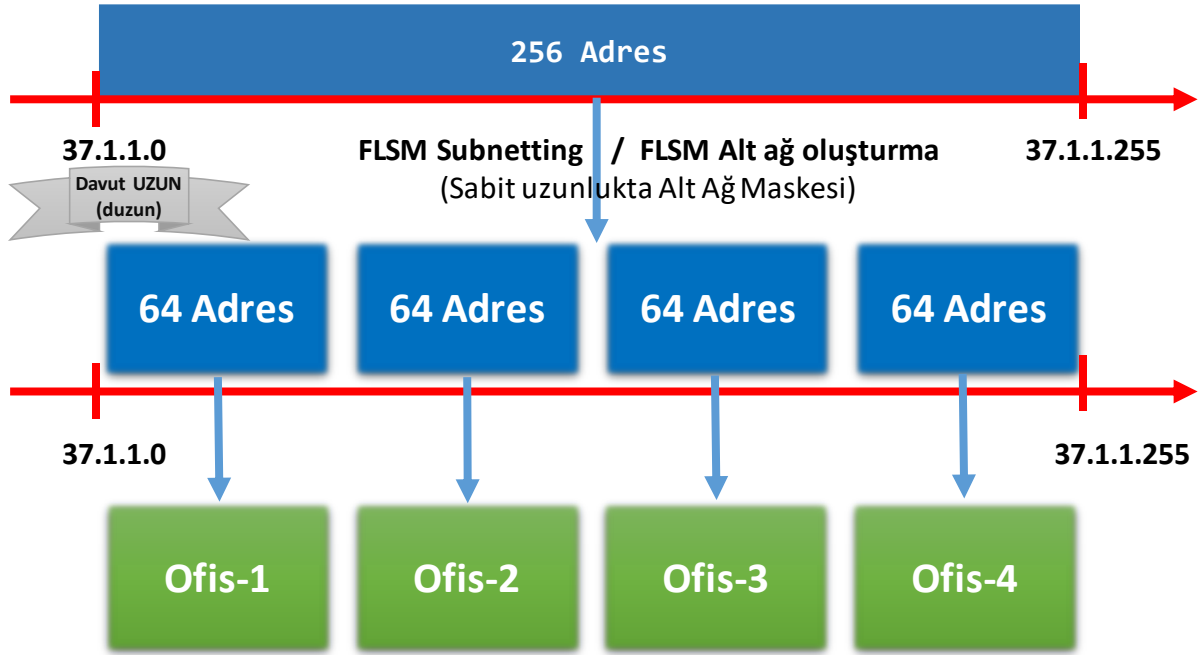 256 Adres
37.1.1.0
FLSM Subnetting / FLSM Alt ağ oluşturma
37.1.1.255
(Sabit uzunlukta Alt Ağ Maskesi)
Davut UZUN
(duzun)
64 Adres
64 Adres
64 Adres
64 Adres
37.1.1.0
37.1.1.255
Ofis-1
Ofis-2
Ofis-3
Ofis-4